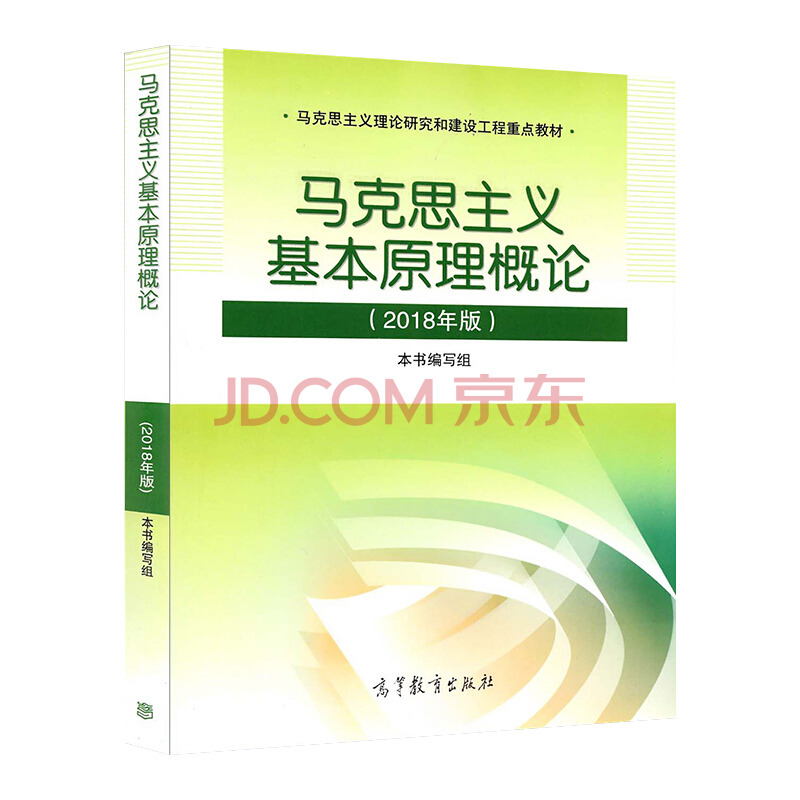 马克思主义基本原理概论
(2018年版)
本书编写组
·马克思主义理论研究和建设工程重点教材·
马克思主义
基本原理概论
(2018年版)
本书编写组
JD.COM 京东
高等教育出版社